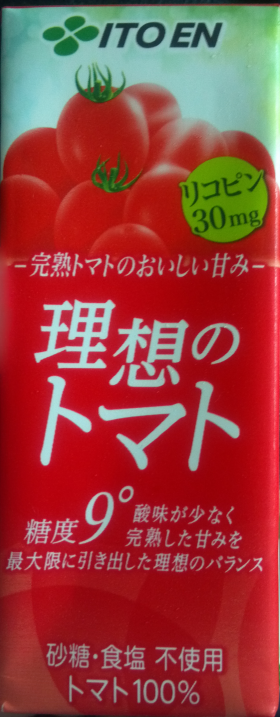 ITO EN
リコピン
30mg
完熟トマトのおいしい甘み
理想の
トマト
糖度9°
酸味が少なく
完熟した甘みを
最大限に引き出した理想のバランス
砂糖・食塩 不使用
トマト100%